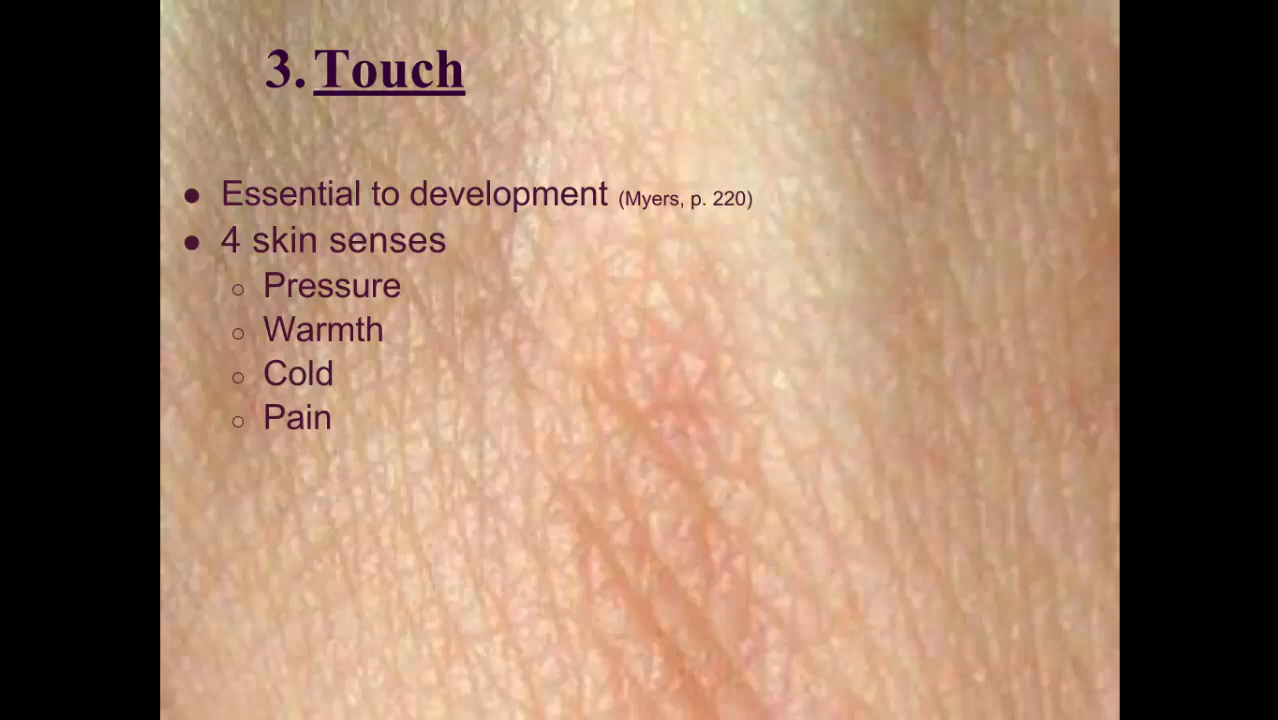 3. Touch
● Essential to development (Myers, p. 220)
● 4 skin senses
○ Pressure
○ Warmth
○ Cold
○ Pain